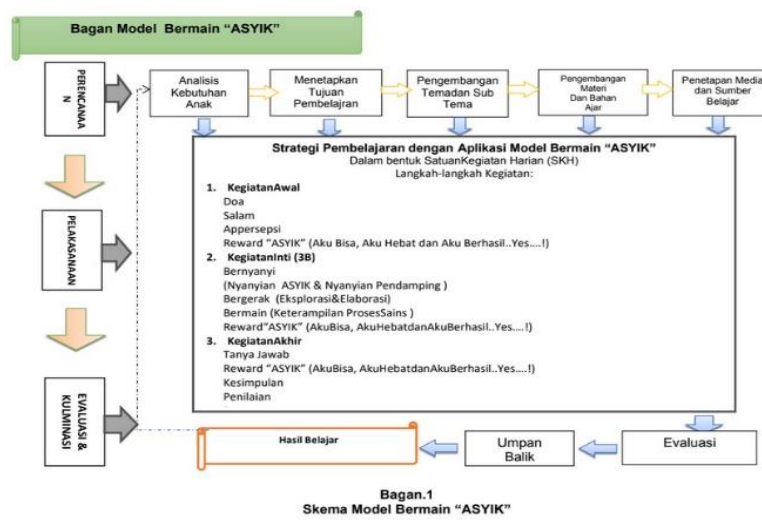 Bagan Model Bermain “ASYIK”
PERENCANAA
N
Analisis
Kebutuhan
Anak
Menetapkan
Tujuan
Pembelajran
Pengembangan
Temadan Sub
Tema
Pengembangan
Materi
Dan Bahan
Ajar
Penetapan Media
dan Sumber
Belajar
PELAKASANAAN
Strategi Pembelajaran dengan Aplikasi Model Bermain “ASYIK”
Dalam bentuk SatuanKegiatan Harian (SKH)
Langkah-langkah Kegiatan:
1. KegiatanAwal
Doa
Salam
Appersepsi
Reward “ASYIK” (Aku Bisa, Aku Hebat dan Aku Berhasil..Yes....!)
2. KegiatanInti (3B)
Bernyanyi
(Nyanyian ASYIK & Nyanyian Pendamping )
Bergerak (Eksplorasi&Elaborasi)
Bermain (Keterampilan ProsesSains )
Reward“ASYIK” (AkuBisa, AkuHebatdanAkuBerhasil..Yes....!)
3. KegiatanAkhir
Tanya Jawab
Reward “ASYIK” (AkuBisa, AkuHebatdanAkuBerhasil..Yes....!)
Kesimpulan
Penilaian
EVALUASI &
KULMINASI
Hasil Belajar
Umpan
Balik
Evaluasi
Bagan.1
Skema Model Bermain “ASYIK”